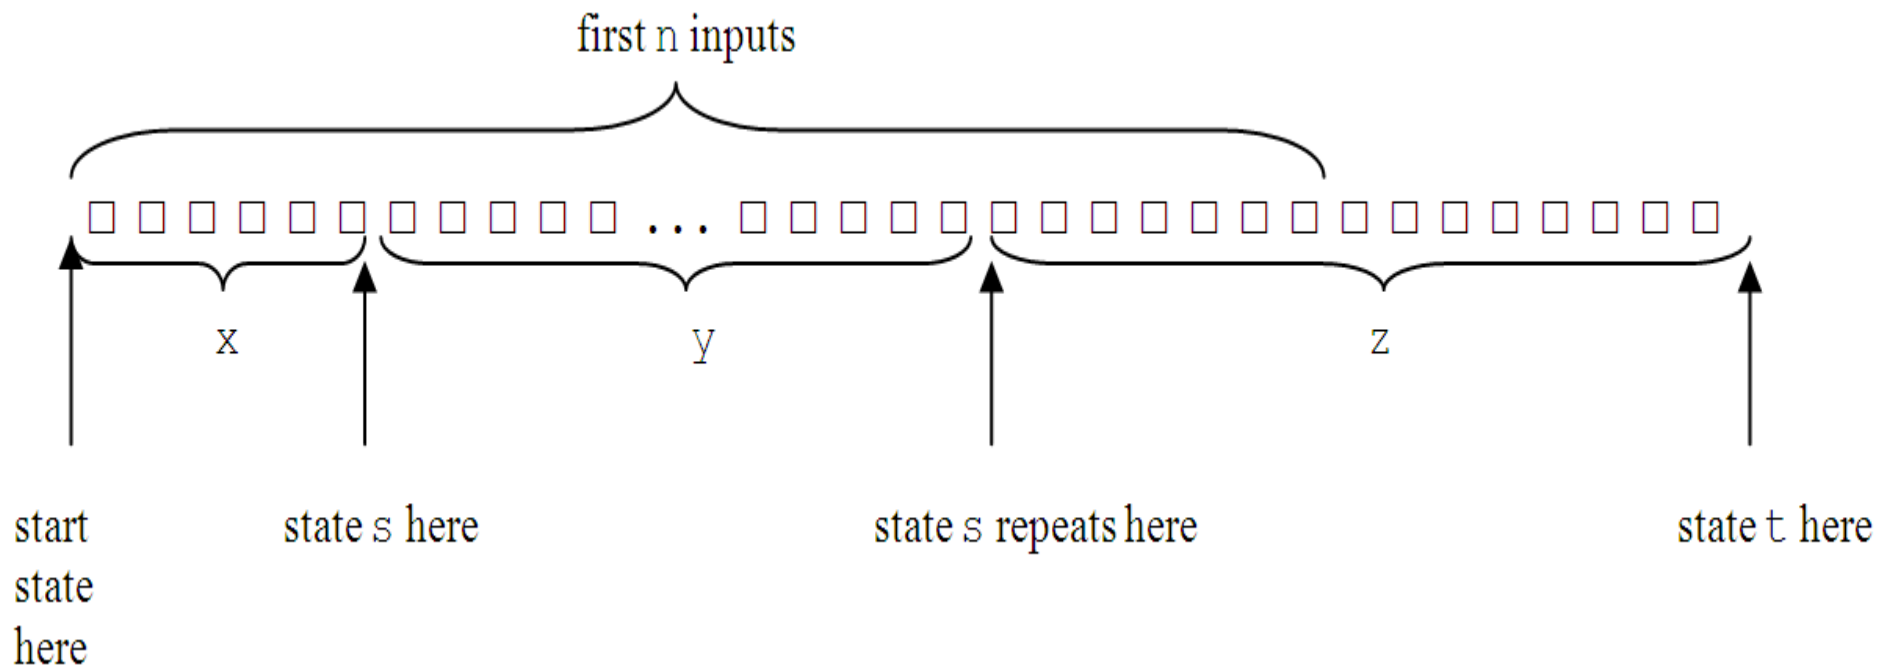 first n inputs
...
x y z
start state s here state s repeats here state t here
state
here